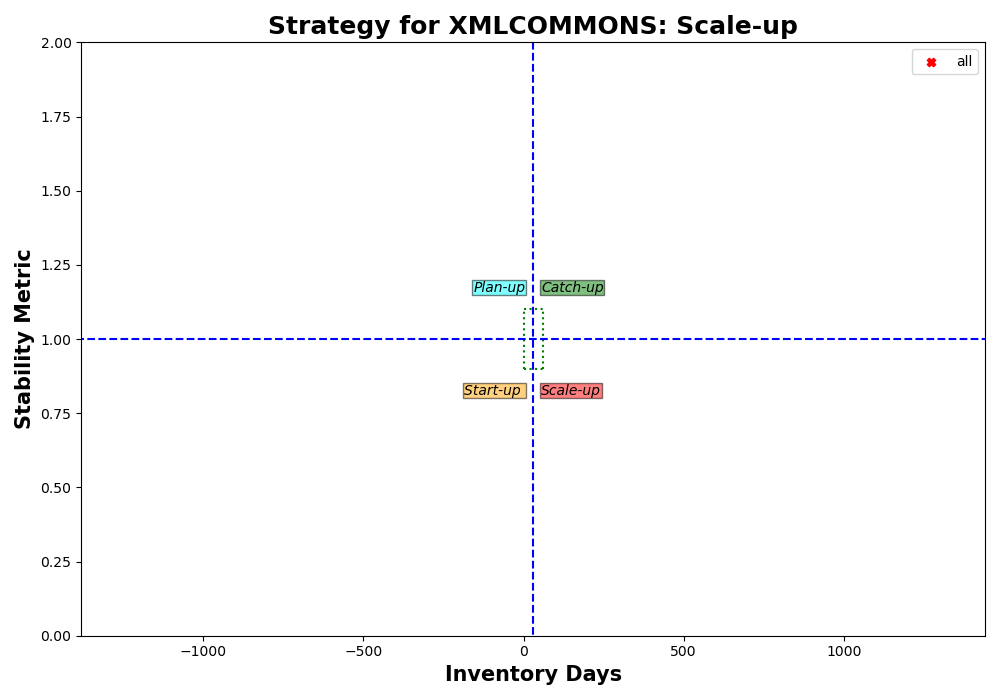 Strategy for XMLCOMMONS: Scale-up
all
2.00
1.75
1.50
1.25
1.00
0.75
0.50
0.25
0.00
Stability Metric
Plan-up
Catch-up
Start-up
Scale-up
−1000
−500
0
500
1000
Inventory Days